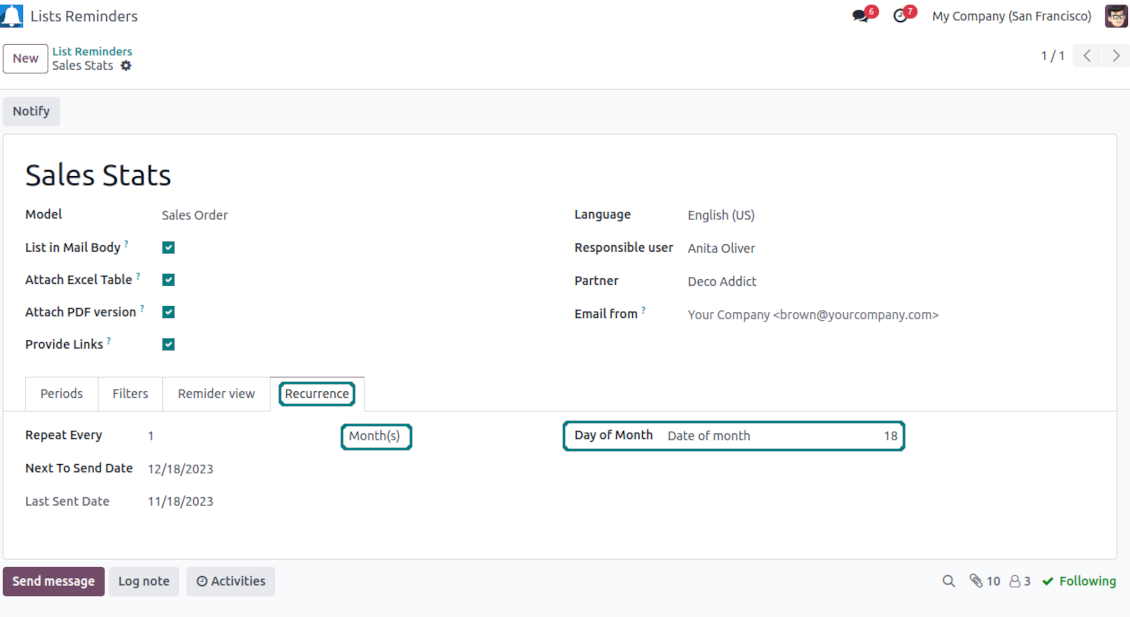 Lists Reminders
6
7
My Company (San Francisco)
New
List Reminders
Sales Stats
1 / 1
Notify
Sales Stats
Model Sales Order
Language English (US)
List in Mail Body ?
Responsible user Anita Oliver
Attach Excel Table ?
Partner Deco Addict
Attach PDF version ?
Email from ? Your Company <brown@yourcompany.com>
Provide Links ?
Periods Filters Remider view Recurrence
Repeat Every 1 Month(s)
Day of Month Date of month 18
Next To Send Date 12/18/2023
Last Sent Date 11/18/2023
Send message Log note Activities
10 3 Following